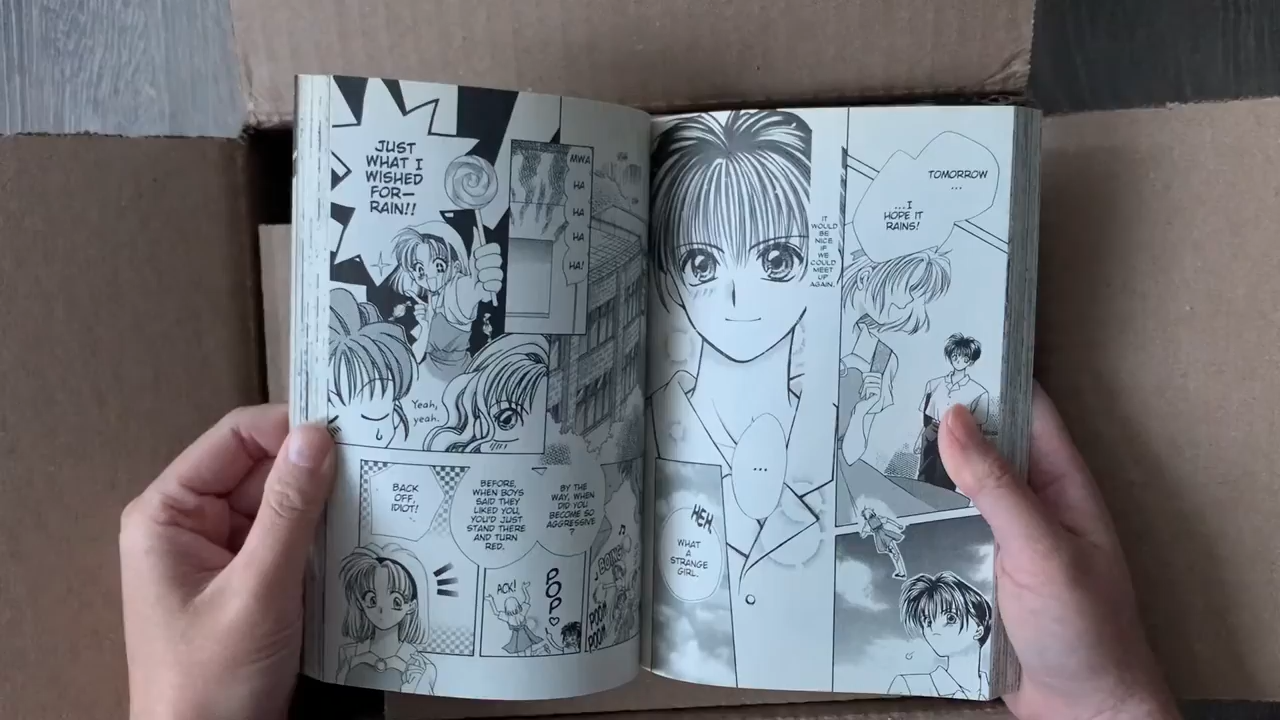 TOMORROW
...
...I
HOPE IT
RAINS!
IT
WOULD
BE
NICE
IF
WE
COULD
MEET
UP
AGAIN.
...
HEH,
WHAT
A
STRANGE
GIRL.
MWA
HA
HA
HA
HA!
JUST
WHAT I
WISHED
FOR—
RAIN!!
Yeah,
yeah.
BY THE
WAY, WHEN
DID YOU
BECOME SO
AGGRESSIVE
?
BEFORE,
WHEN BOYS
SAID THEY
LIKED YOU,
YOU'D JUST
STAND THERE
AND TURN
RED.
BACK
OFF,
IDIOT!
BOING!
POOM
POOM
POP♡
ACK!